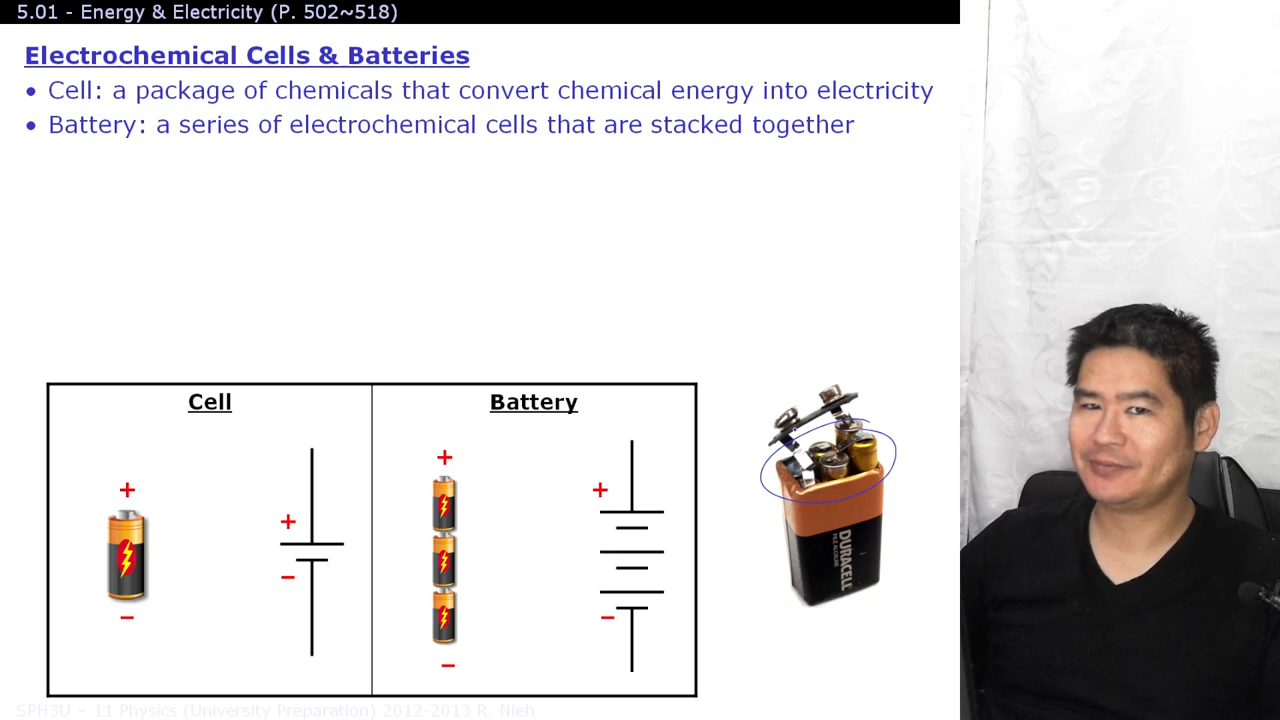 5.01 - Energy & Electricity (P. 502~518)
Electrochemical Cells & Batteries
• Cell: a package of chemicals that convert chemical energy into electricity
• Battery: a series of electrochemical cells that are stacked together
Cell
Battery
+
+
+
+
−
−
−
−
DURACELL
PILE ALCALINE
SPH3U – 11 Physics (University Preparation) 2012-2013 R. Nieh